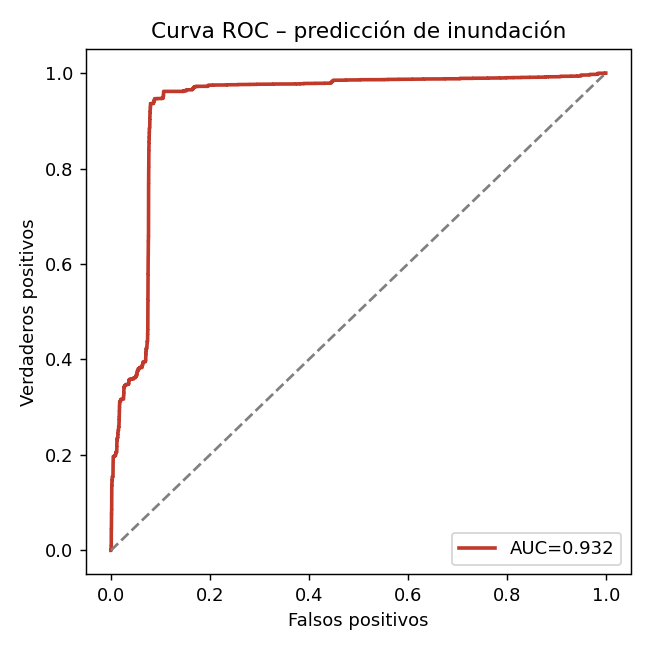 Curva ROC – predicción de inundación
1.0
0.8
0.6
0.4
0.2
0.0
Verdaderos positivos
AUC=0.932
0.0 0.2 0.4 0.6 0.8 1.0
Falsos positivos